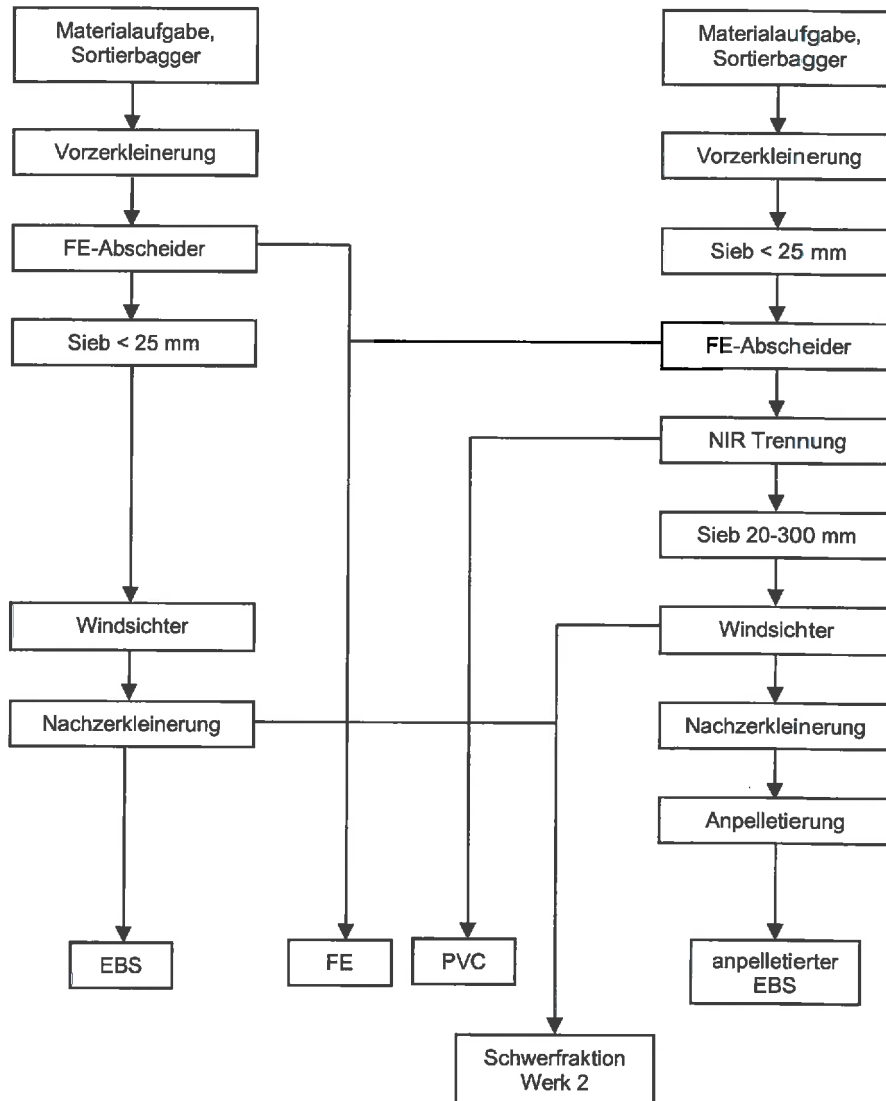 Materialaufgabe,
Sortierbagger
Vorzerkleinerung
FE-Abscheider
Sieb < 25 mm
Windsichter
Nachzerkleinerung
EBS
FE
PVC
Schwerfraktion
Werk 2
Materialaufgabe,
Sortierbagger
Vorzerkleinerung
Sieb < 25 mm
FE-Abscheider
NIR Trennung
Sieb 20-300 mm
Windsichter
Nachzerkleinerung
Anpelletierung
anpelletierter
EBS